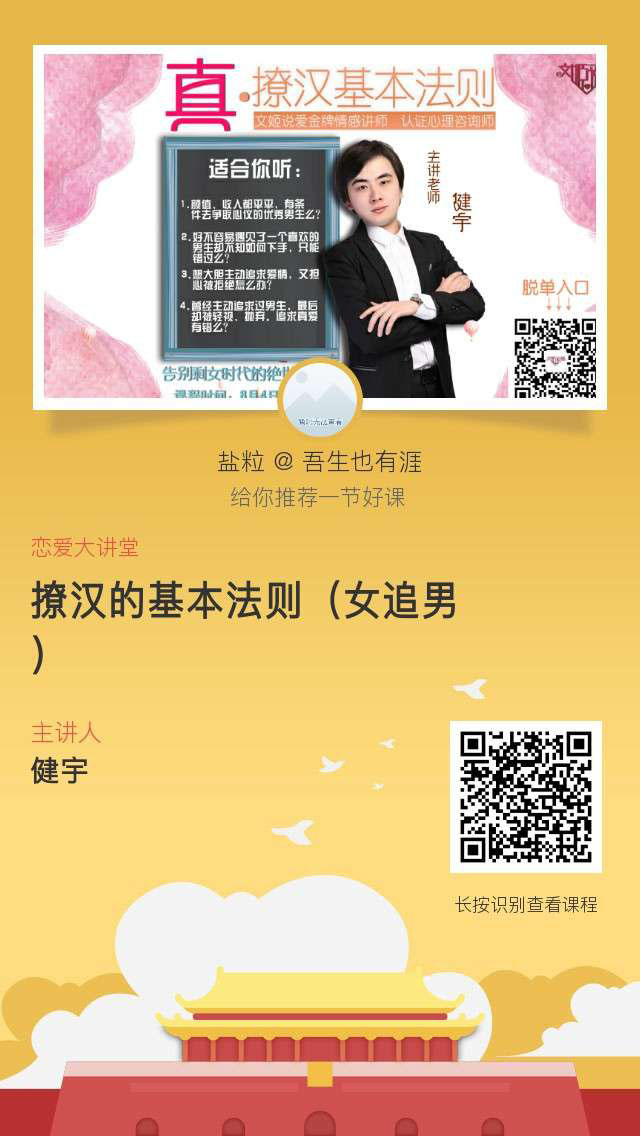 真·撩汉基本法则
文姬说爱金牌情感讲师 认证心理咨询师
适合你听：
1.颜值、收入都平平，有条
件去争取心仪的优秀男生么？
2.好不容易遇见了一个喜欢的
男生却不知如何下手，只能
错过么？
3.想大胆主动追求爱情，又担
心被拒绝怎么办？
4.曾经主动追求过男生，最后
却被轻视、抛弃，追求真爱
有错么？
主讲老师
健宇
脱单入口
告别剩女时代的绝
盐粒 @ 吾生也有涯
给你推荐一节好课
恋爱大讲堂
撩汉的基本法则（女追男
）
主讲人
健宇
长按识别查看课程